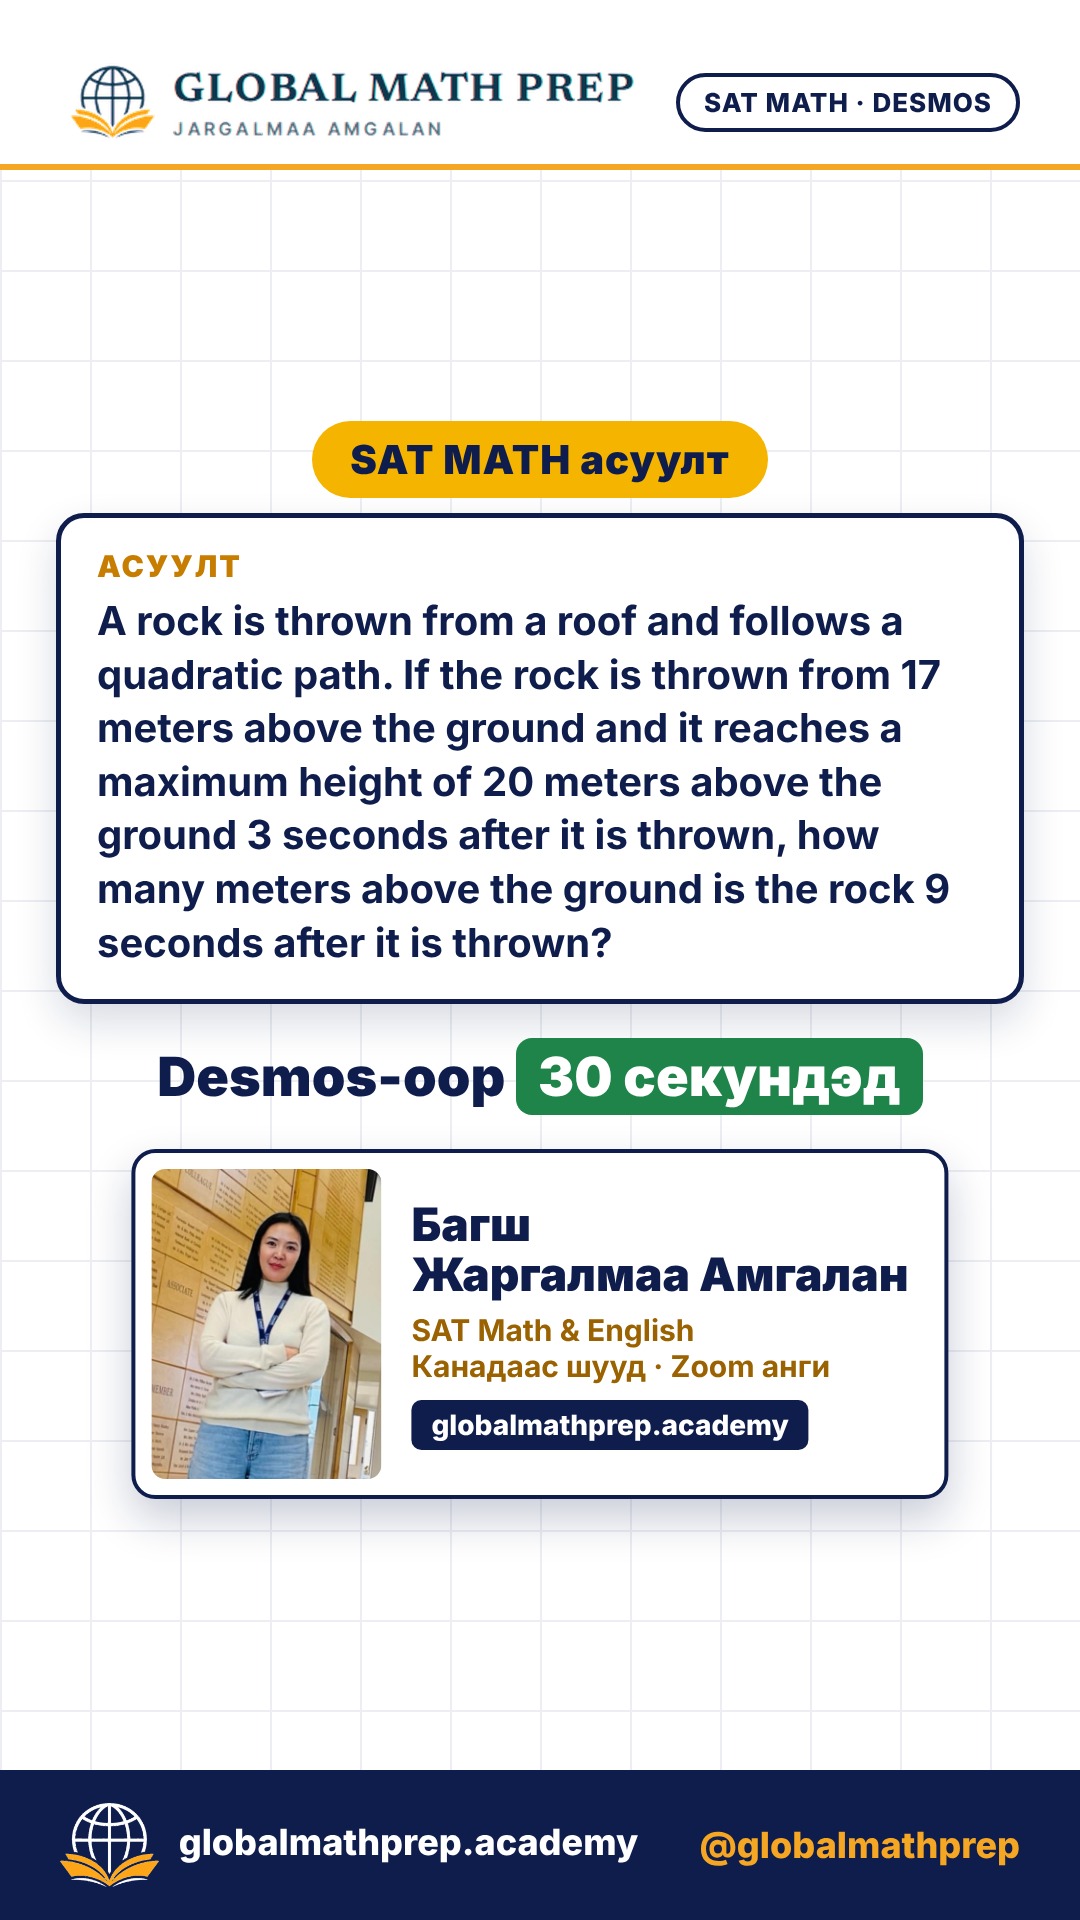 GLOBAL MATH PREP
JARGALMAA AMGALAN
SAT MATH · DESMOS
SAT MATH асуулт
АСУУЛТ
A rock is thrown from a roof and follows a
quadratic path. If the rock is thrown from 17
meters above the ground and it reaches a
maximum height of 20 meters above the
ground 3 seconds after it is thrown, how
many meters above the ground is the rock 9
seconds after it is thrown?
Desmos-оор 30 секундэд
Багш
Жаргалмаа Амгалан
SAT Math & English
Канадаас шууд · Zoom анги
globalmathprep.academy
ASSOCIATE
globalmathprep.academy
@globalmathprep